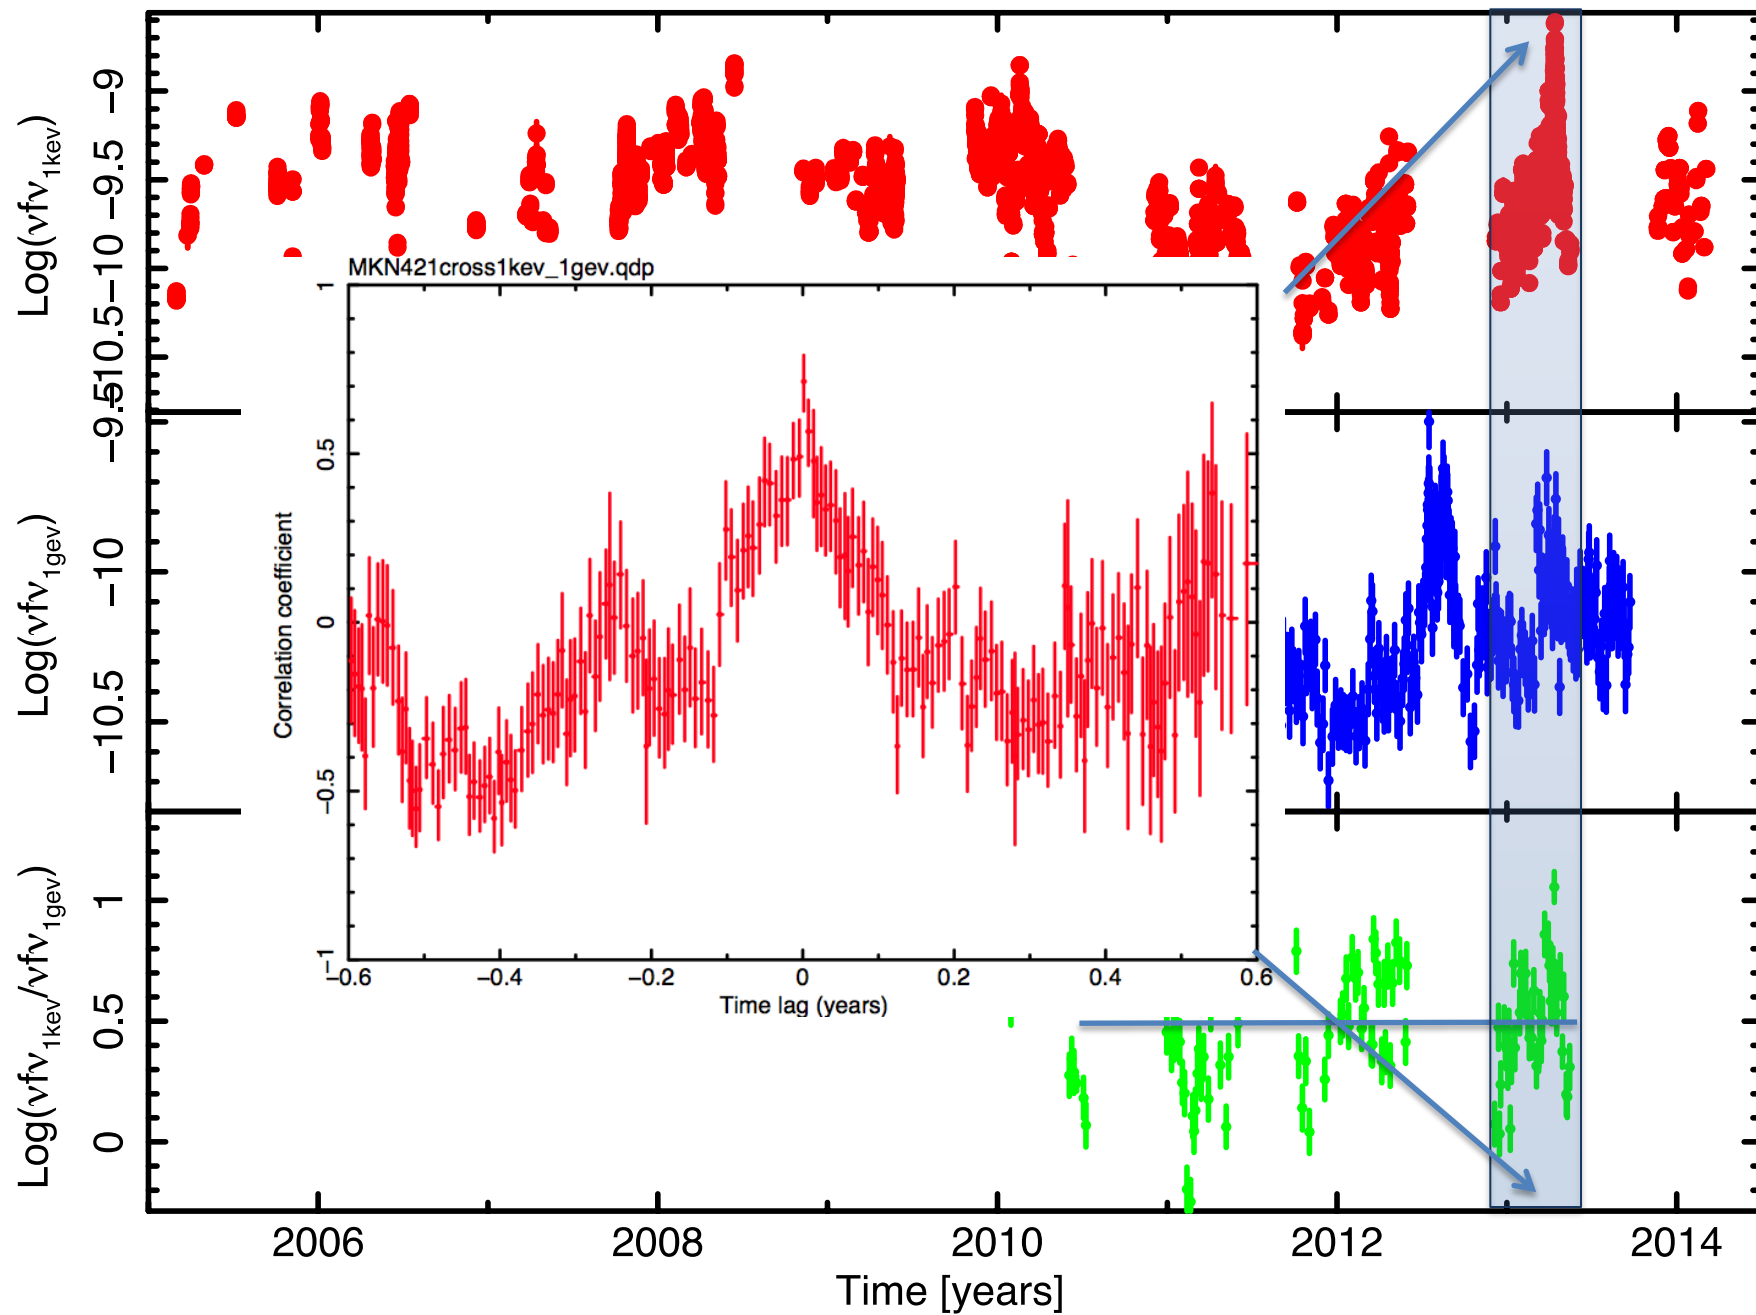 Log(νfν1kev)
−9
−9.5
−10
−10.5
Log(νfν1gev)
−9.5
−10
−10.5
Log(νfν1kev/νfν1gev)
1
0.5
0
MKN421cross1kev_1gev.qdp
Correlation coefficient
1
0.5
0
−0.5
−1
−0.6 −0.4 −0.2 0 0.2 0.4 0.6
Time lag (years)
2006 2008 2010 2012 2014
Time [years]